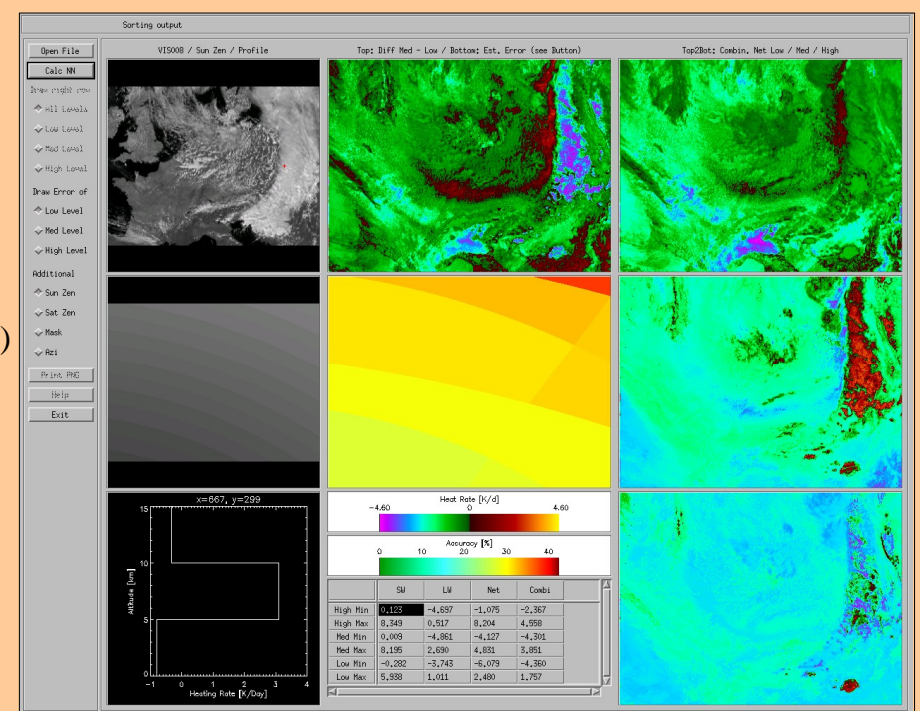 Sorting output
Open File
Calc NN
Draw right row
All Levels
Low Level
Med Level
High Level
Draw Error of
Low Level
Med Level
High Level
Additional
Sun Zen
Sat Zen
Mask
Azi
Print PNG
Help
Exit
)
VIS008 / Sun Zen / Profile
Top: Diff Med - Low / Bottom: Est. Error (see Button)
Top2Bot: Combin. Net Low / Med / High
x=667, y=299
15
10
5
0
Altitude [km]
-1 0 1 2 3 4
Heating Rate [K/Day]
Heat Rate [K/d]
-4.60 0 4.60
Accuracy [%]
0 10 20 30 40
SW LW Net Combi
High Min 0.123 -4.697 -1.075 -2.367
High Max 8.349 0.517 8.204 4.558
Med Min 0.009 -4.861 -4.127 -4.301
Med Max 8.195 2.690 4.831 3.851
Low Min -0.282 -3.743 -6.079 -4.360
Low Max 5.938 1.011 2.480 1.757